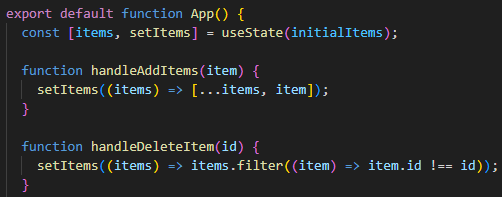 export default function App() {
const [items, setItems] = useState(initialItems);
function handleAddItems(item) {
setItems((items) => [...items, item]);
}
function handleDeleteItem(id) {
setItems((items) => items.filter((item) => item.id !== id));
}